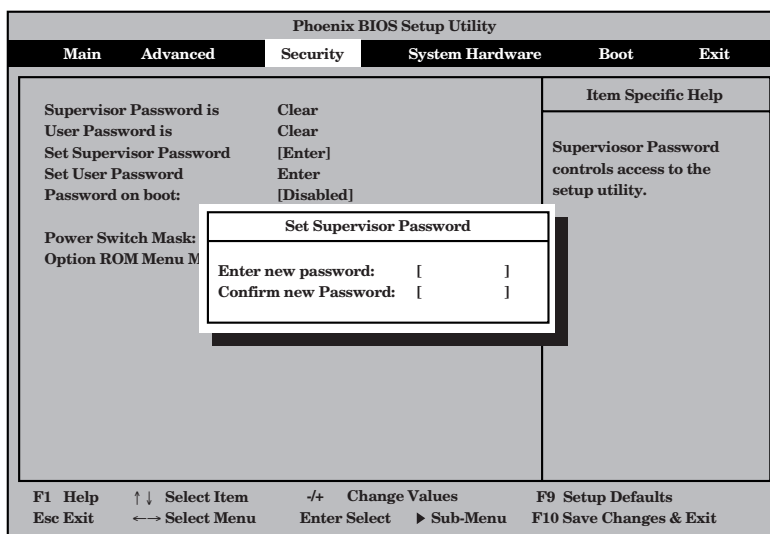 Phoenix BIOS Setup Utility
Main Advanced Security System Hardware Boot Exit
Supervisor Password is Clear
User Password is Clear
Set Supervisor Password [Enter]
Set User Password Enter
Password on boot: [Disabled]
Power Switch Mask:
Option ROM Menu M
Item Specific Help
Superviosor Password
controls access to the
setup utility.
Set Supervisor Password
Enter new password: [ ]
Confirm new Password: [ ]
F1 Help ↑↓ Select Item -/+ Change Values F9 Setup Defaults
Esc Exit ←→ Select Menu Enter Select ▶ Sub-Menu F10 Save Changes & Exit